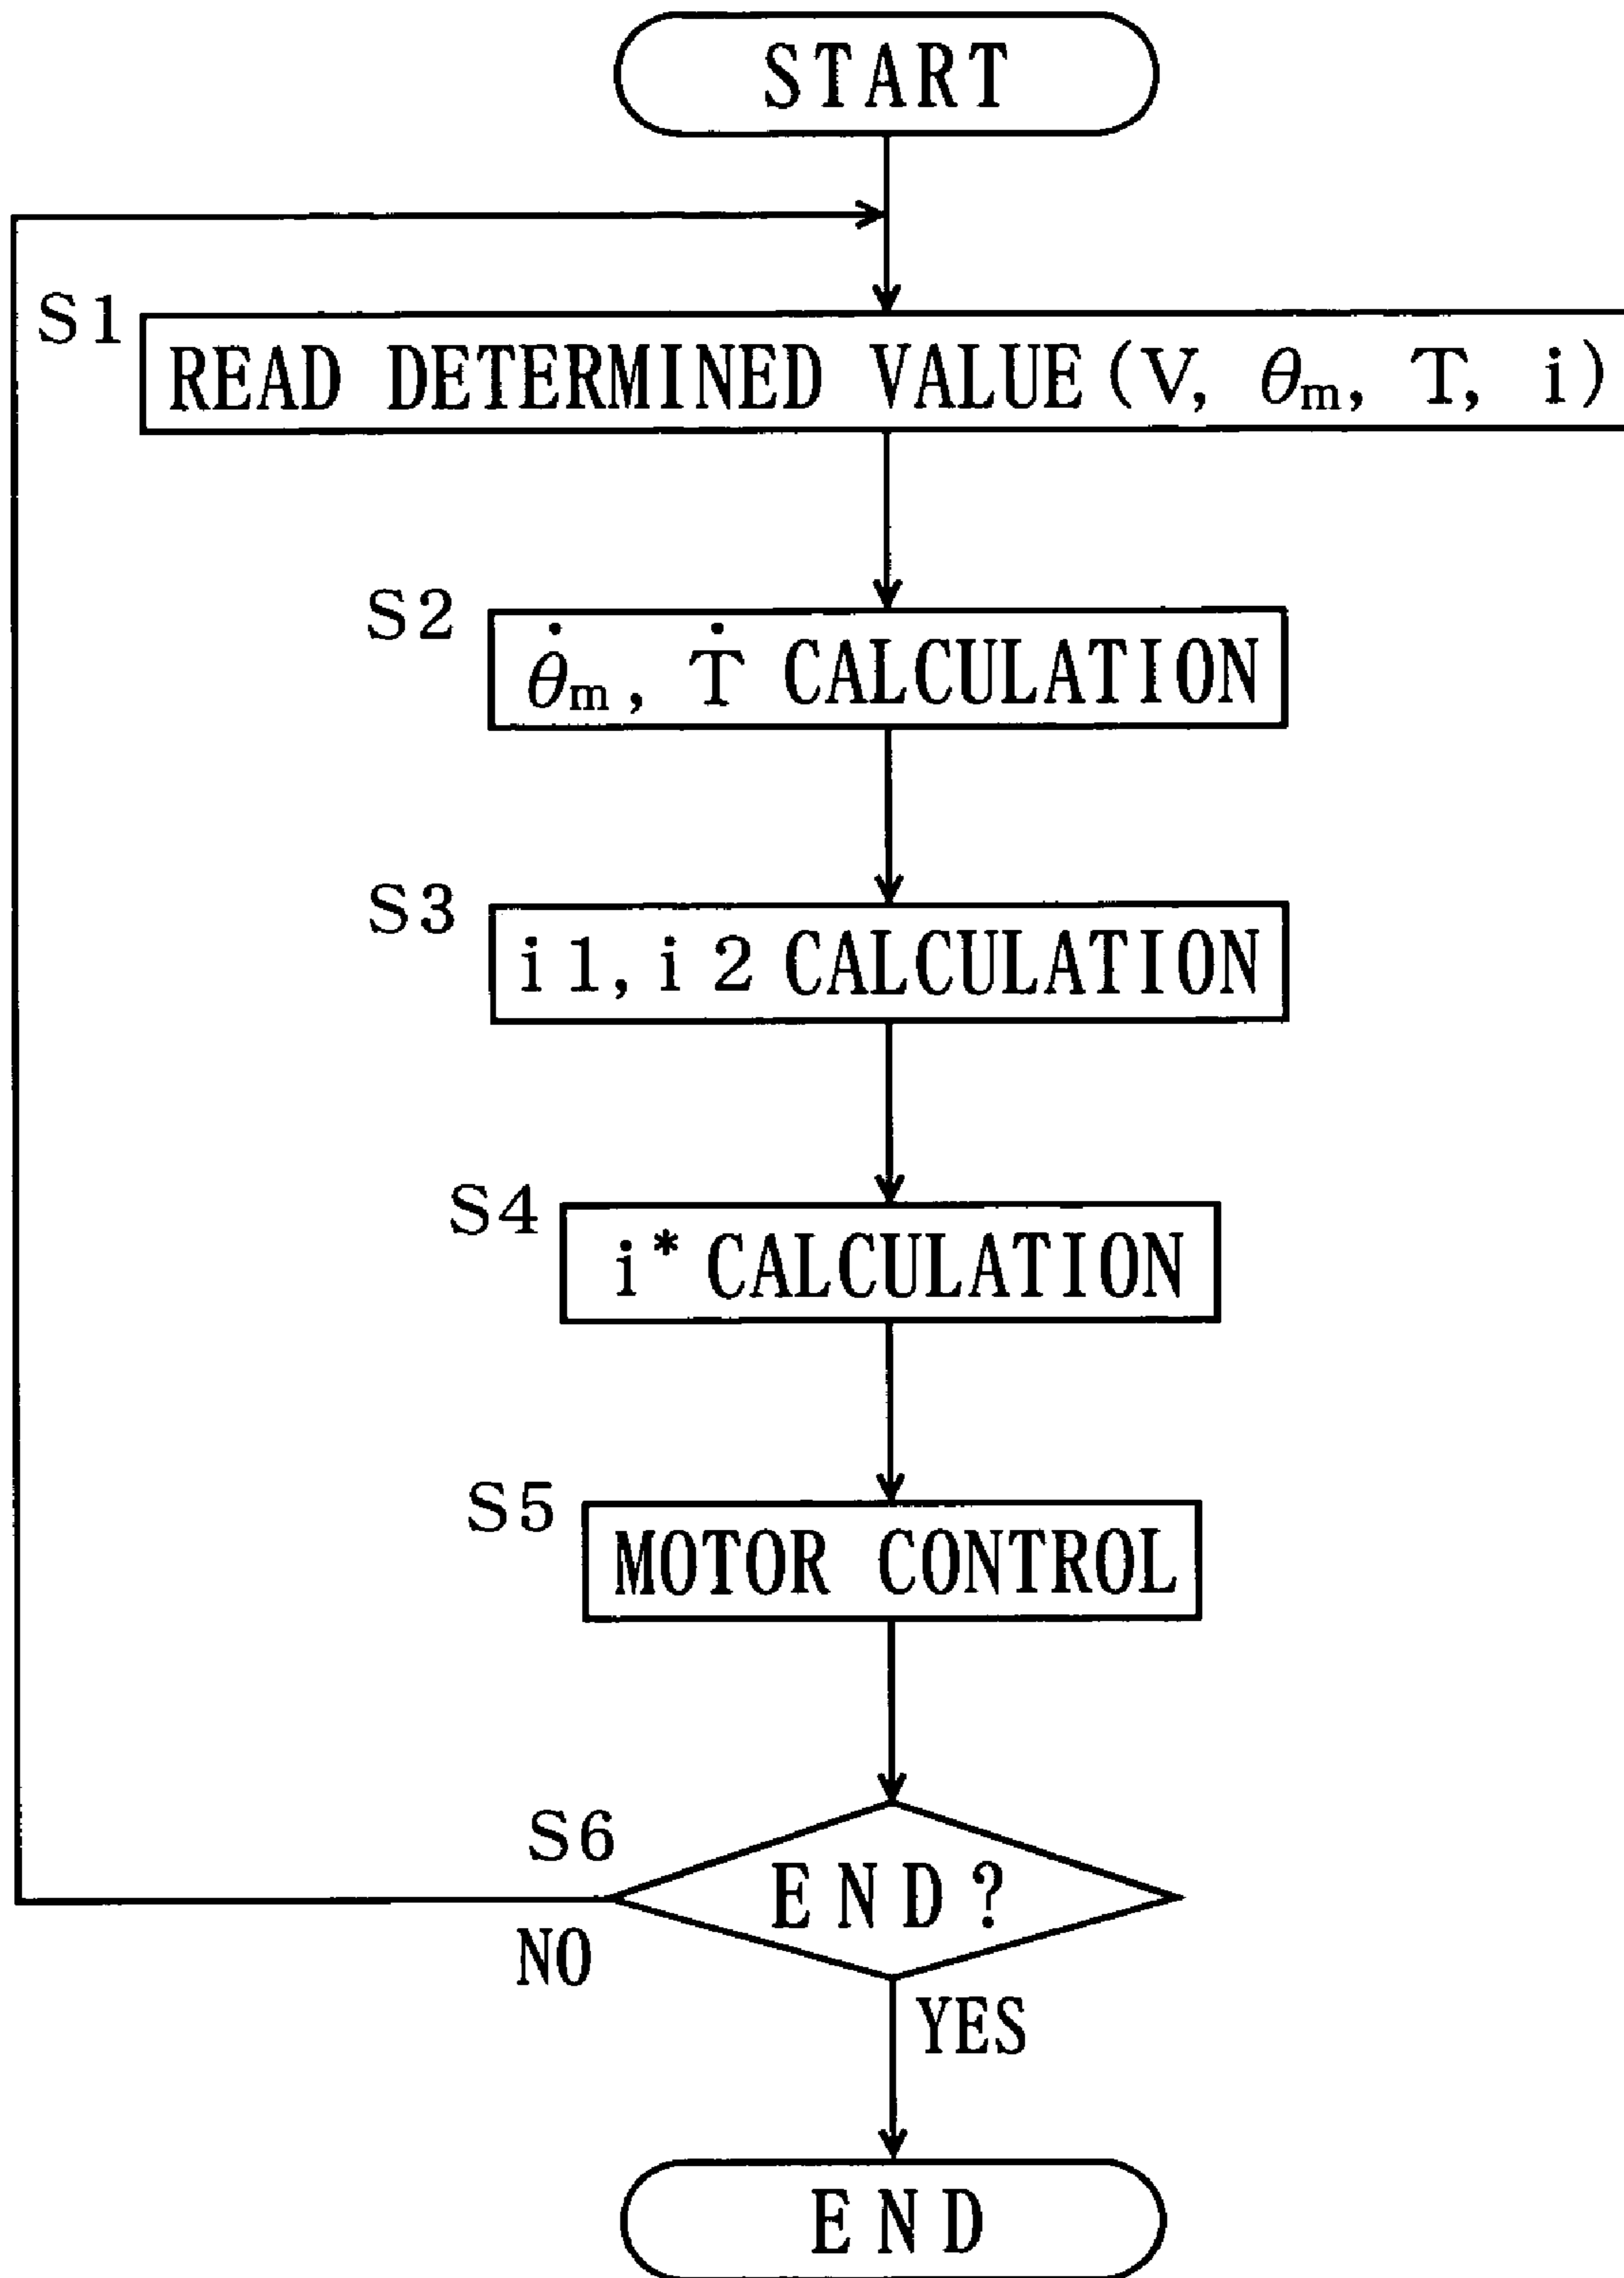 START
S1
READ DETERMINED VALUE (V, θm, T, i)
S2
θ̇m, Ṫ CALCULATION
S3
i1, i2 CALCULATION
S4
i* CALCULATION
S5
MOTOR CONTROL
S6
END?
NO
YES
END